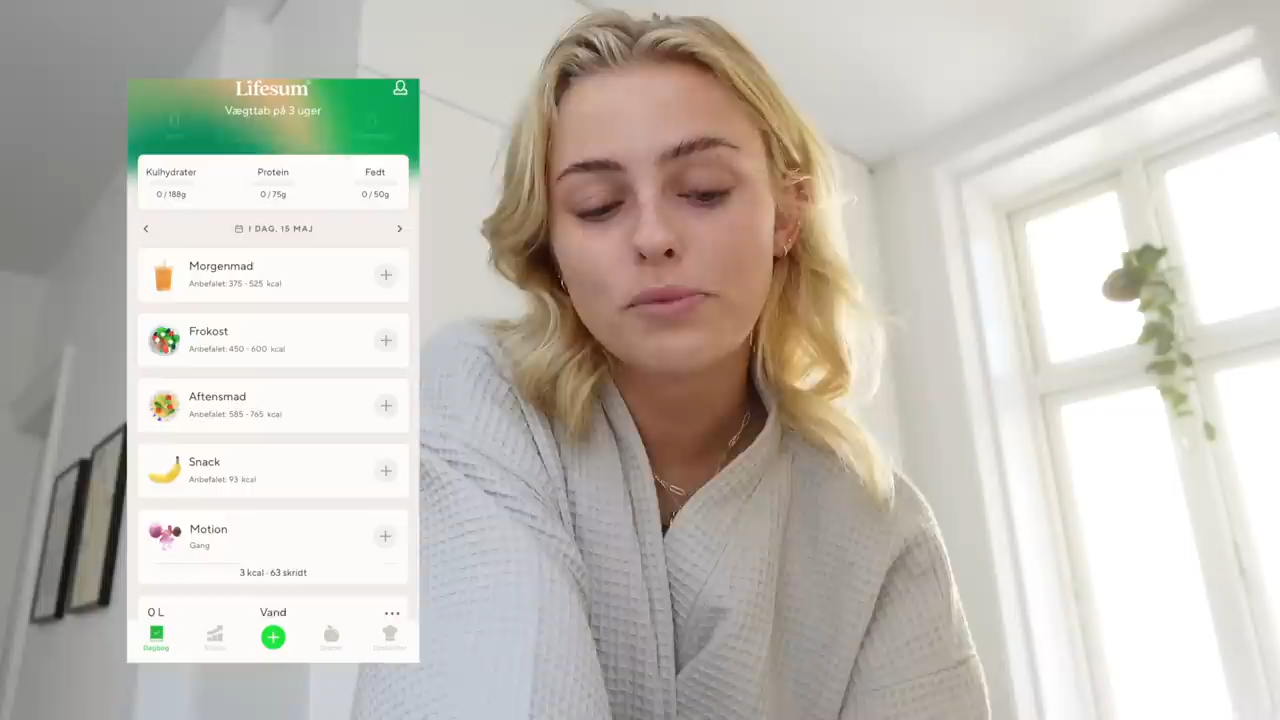 Lifesum
Vægttab på 3 uger
Kulhydrater Protein Fedt
0 / 188g 0 / 75g 0 / 50g
I DAG, 15 MAJ
Morgenmad
Anbefalet: 375 - 525 kcal
Frokost
Anbefalet: 450 - 600 kcal
Aftensmad
Anbefalet: 585 - 765 kcal
Snack
Anbefalet: 93 kcal
Motion
Gang
3 kcal · 63 skridt
0 L Vand
Dagbog